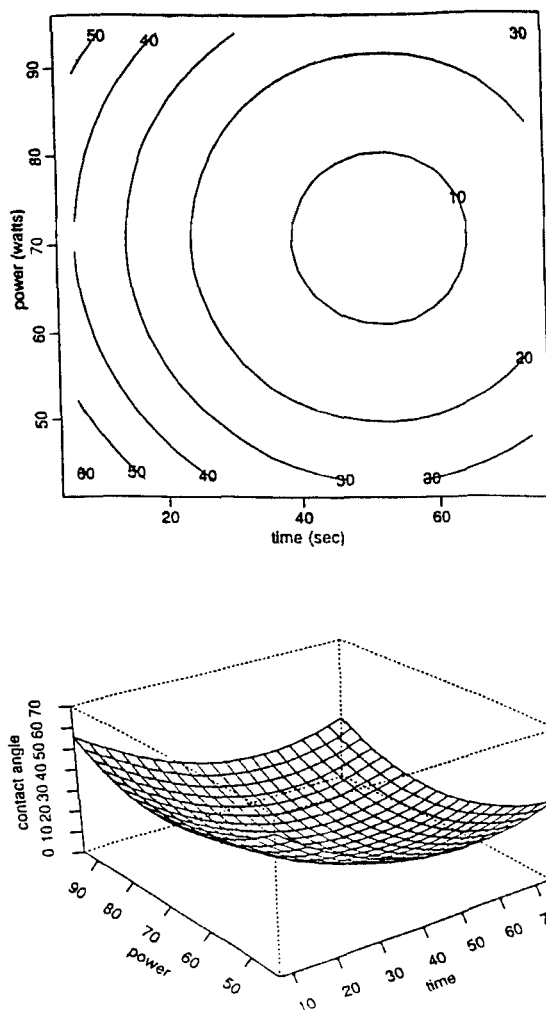 50 40 30
90
80
10
70
60
20
50
60 50 40 30 30
20 40 60
time (sec)
power (watts)
contact angle
0 10 20 30 40 50 60 70
90 80 70 60 50
power
10 20 30 40 50 60
time